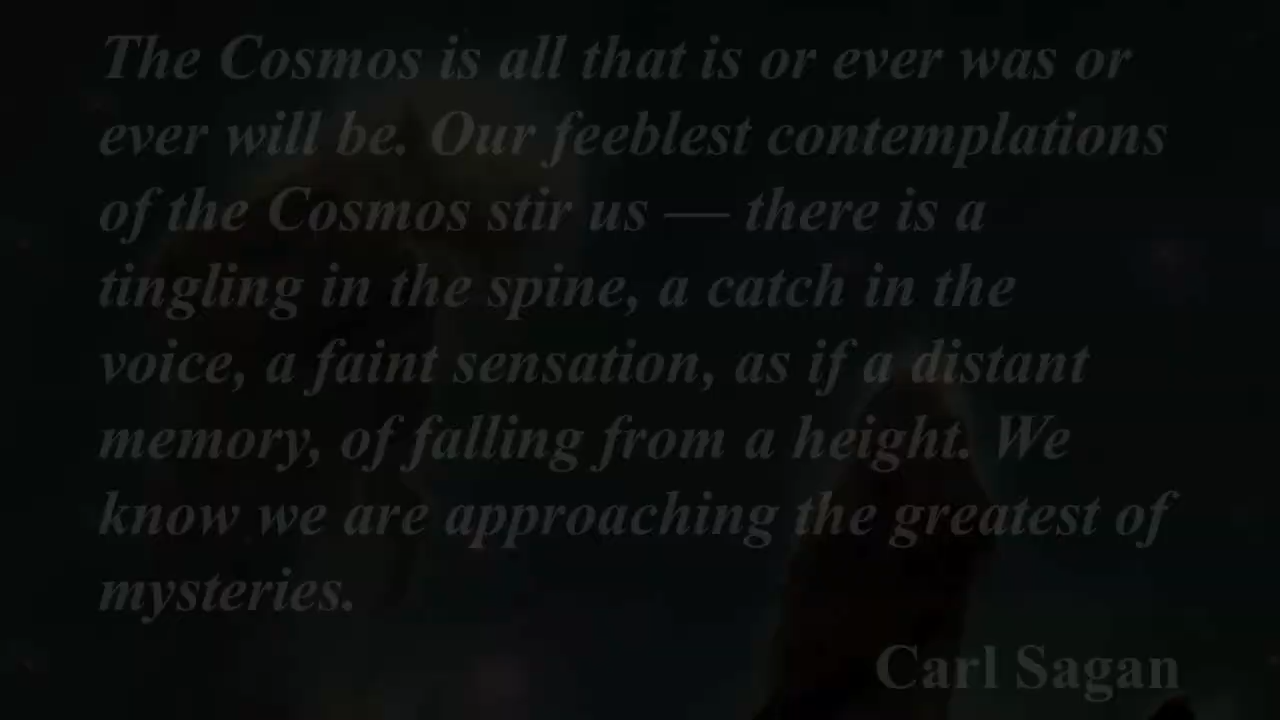 The Cosmos is all that is or ever was or
ever will be. Our feeblest contemplations
of the Cosmos stir us — there is a
tingling in the spine, a catch in the
voice, a faint sensation, as if a distant
memory, of falling from a height. We
know we are approaching the greatest of
mysteries.
Carl Sagan